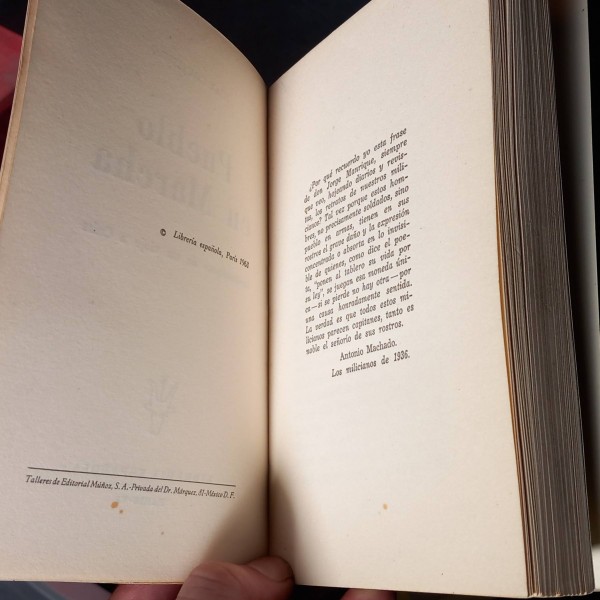 © Librería española, París 1968
Talleres de Editorial Múñoz, S. A.-Privada del Dr. Márquez, 81-México D. F.
¿Por qué recuerdo yo esta frase
de don Jorge Manrique, siempre
que veo, hojeando diarios y revis-
tas, los retratos de nuestros mili-
cianos? Tal vez porque estos hom-
bres, no precisamente soldados, sino
pueblo en armas, tienen en sus
rostros el grave daño y la expresión
concentrada o absorta en lo invisi-
ble de quienes, como dice el poe-
ta, "ponen al tablero su vida por
su ley", se juegan esa moneda úni-
ca —si se pierde no hay otra— por
una causa honradamente sentida.
La verdad es que todos estos mi-
licianos parecen capitanes, tanto es
noble el señorío de sus rostros.
Antonio Machado.
Los milicianos de 1936.